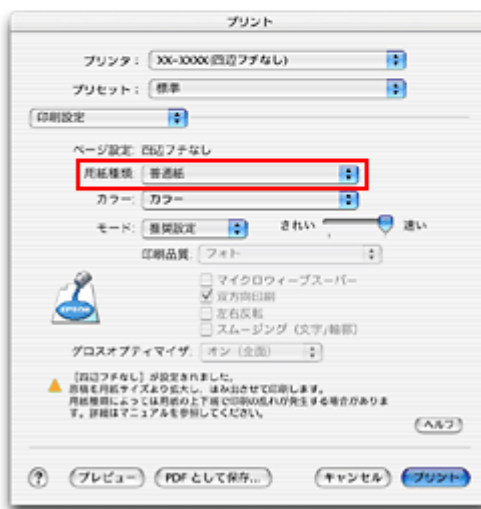 プリント
プリンタ： XX-XXXX(四辺フチなし)
プリセット： 標準
印刷設定
ページ設定: 四辺フチなし
用紙種類: 普通紙
カラー: カラー
モード: 推奨設定 きれい 速い
印刷品質: フォト
マイクロウィーブスーパー
双方向印刷
左右反転
スムージング（文字/輪郭）
EPSON
グロスオプティマイザ: オン（全面）
［四辺フチなし］が設定されました。
原稿を用紙サイズより拡大し、はみ出させて印刷します。
用紙種類によっては用紙の上下端で印刷の乱れが発生する場合がありま
す。詳細はマニュアルを参照してください。
ヘルプ
? プレビュー PDF として保存... キャンセル プリント